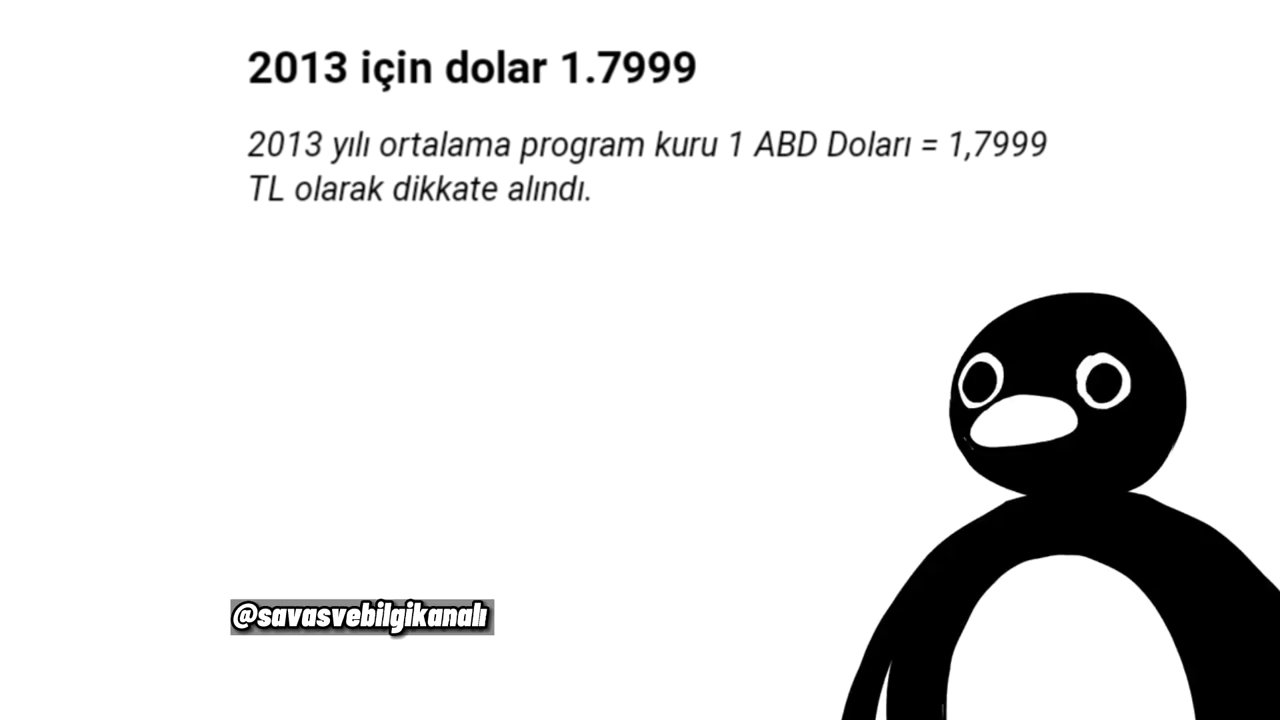 2013 için dolar 1.7999
2013 yılı ortalama program kuru 1 ABD Doları = 1,7999
TL olarak dikkate alındı.
@savasvebilgikanalı